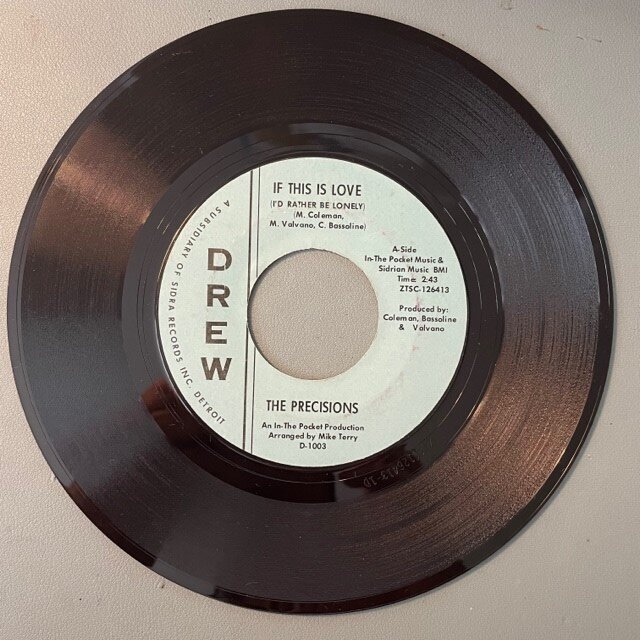 IF THIS IS LOVE
(I'D RATHER BE LONELY)
(M. Coleman,
M. Valvano, C. Bassoline)
A-Side
In-The Pocket Music &
Sidrian Music BMI
Time: 2:43
ZTSC-126413
Produced by:
Coleman, Bassoline
& Valvano
DREW
A SUBSIDIARY OF SIDRA RECORDS INC. DETROIT
THE PRECISIONS
An In-The Pocket Production
Arranged by Mike Terry
D-1003